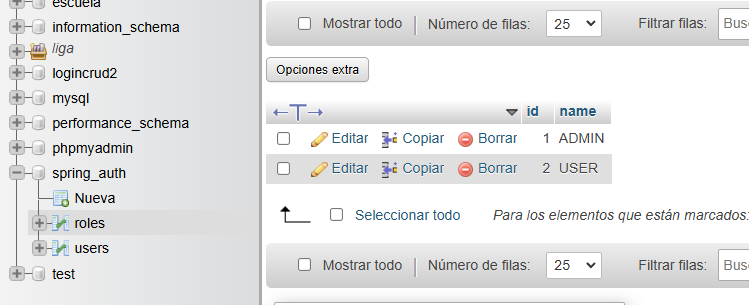 escuela
information_schema
liga
logincrud2
mysql
performance_schema
phpmyadmin
spring_auth
Nueva
roles
users
test
Mostrar todo Número de filas: 25 Filtrar filas: Bus
Opciones extra
id name
Editar Copiar Borrar 1 ADMIN
Editar Copiar Borrar 2 USER
Seleccionar todo Para los elementos que están marcados:
Mostrar todo Número de filas: 25 Filtrar filas: Bus